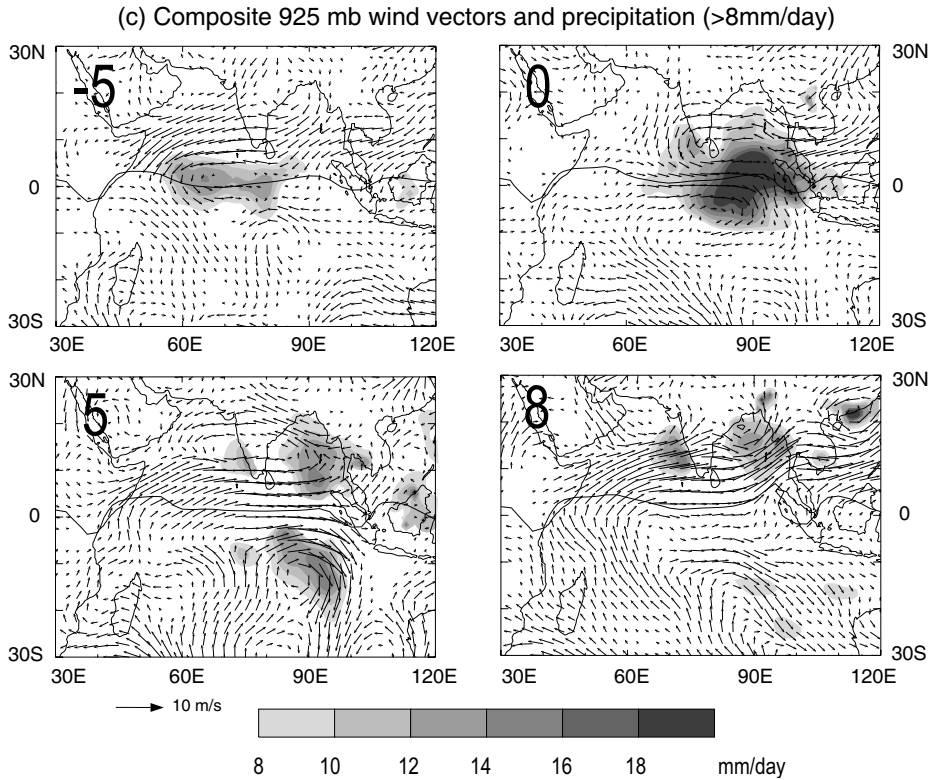 (c) Composite 925 mb wind vectors and precipitation (>8mm/day)
30N
0
30S
-5
0
30N
0
30S
30E 60E 90E 120E
30E 60E 90E 120E
30N
0
30S
5
8
30N
0
30S
30E 60E 90E 120E
30E 60E 90E 120E
10 m/s
8 10 12 14 16 18 mm/day